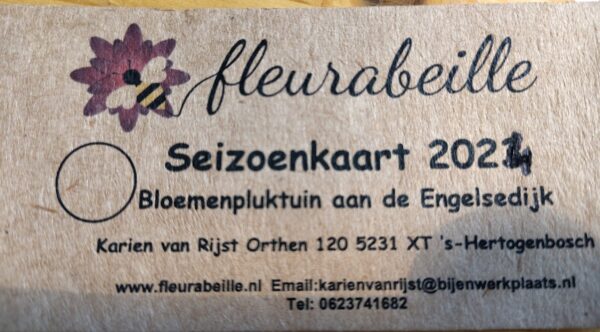 fleurabeille
Seizoenkaart 2024
Bloemenpluktuin aan de Engelsedijk
Karien van Rijst Orthen 120 5231 XT 's-Hertogenbosch
www.fleurabeille.nl Email:karienvanrijst@bijenwerkplaats.nl
Tel: 0623741682